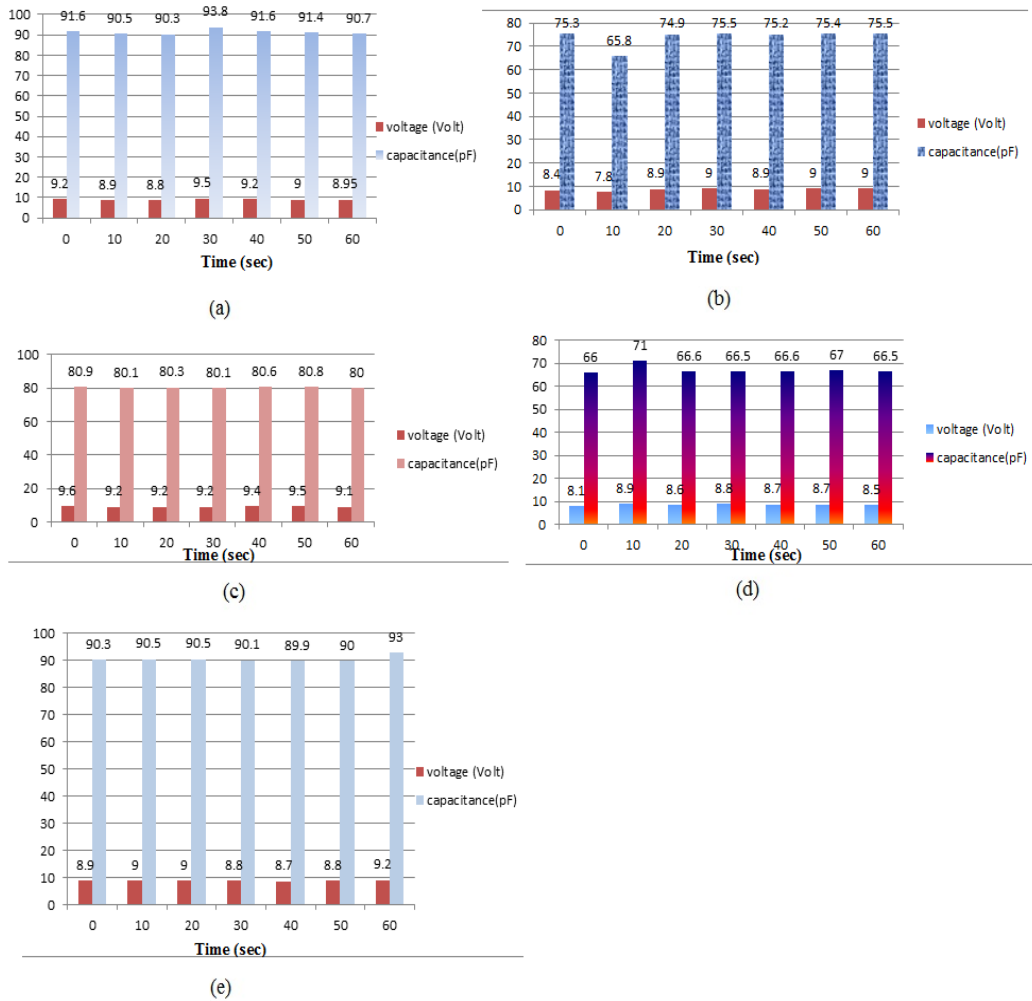 91.6 90.5 90.3 93.8 91.6 91.4 90.7
100
90
80
70
60
50
40
30
20
10
0
9.2 8.9 8.8 9.5 9.2 9 8.95
voltage (Volt)
capacitance(pF)
0 10 20 30 40 50 60
Time (sec)
(a)
75.3 65.8 74.9 75.5 75.2 75.4 75.5
80
70
60
50
40
30
20
10
0
8.4 7.8 8.9 9 8.9 9 9
voltage (Volt)
capacitance(pF)
0 10 20 30 40 50 60
Time (sec)
(b)
100
80
60
40
20
0
80.9 80.1 80.3 80.1 80.6 80.8 80
9.6 9.2 9.2 9.2 9.4 9.5 9.1
voltage (Volt)
capacitance(pF)
0 10 20 30 40 50 60
Time (sec)
(c)
80
70
60
50
40
30
20
10
0
66 71 66.6 66.5 66.6 67 66.5
8.1 8.9 8.6 8.8 8.7 8.7 8.5
voltage (Volt)
capacitance(pF)
0 10 20 30 40 50 60
Time (sec)
(d)
100
90
80
70
60
50
40
30
20
10
0
90.3 90.5 90.5 90.1 89.9 90 93
8.9 9 9 8.8 8.7 8.8 9.2
voltage (Volt)
capacitance(pF)
0 10 20 30 40 50 60
Time (sec)
(e)